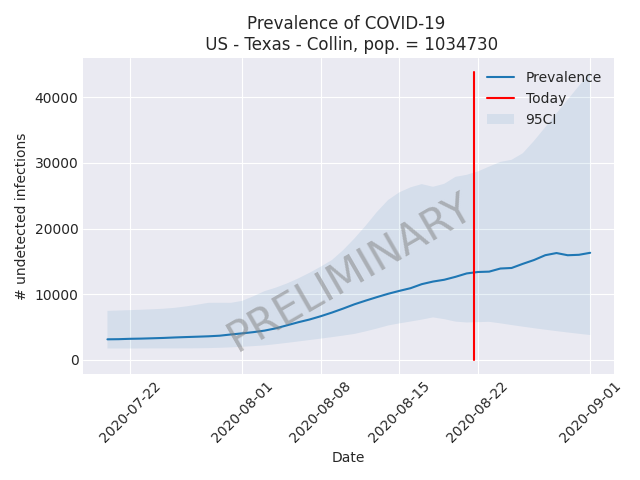 Prevalence of COVID-19
US - Texas - Collin, pop. = 1034730
Prevalence
Today
95CI
PRELIMINARY
# undetected infections
40000
30000
20000
10000
0
2020-07-22
2020-08-01
2020-08-08
2020-08-15
2020-08-22
2020-09-01
Date